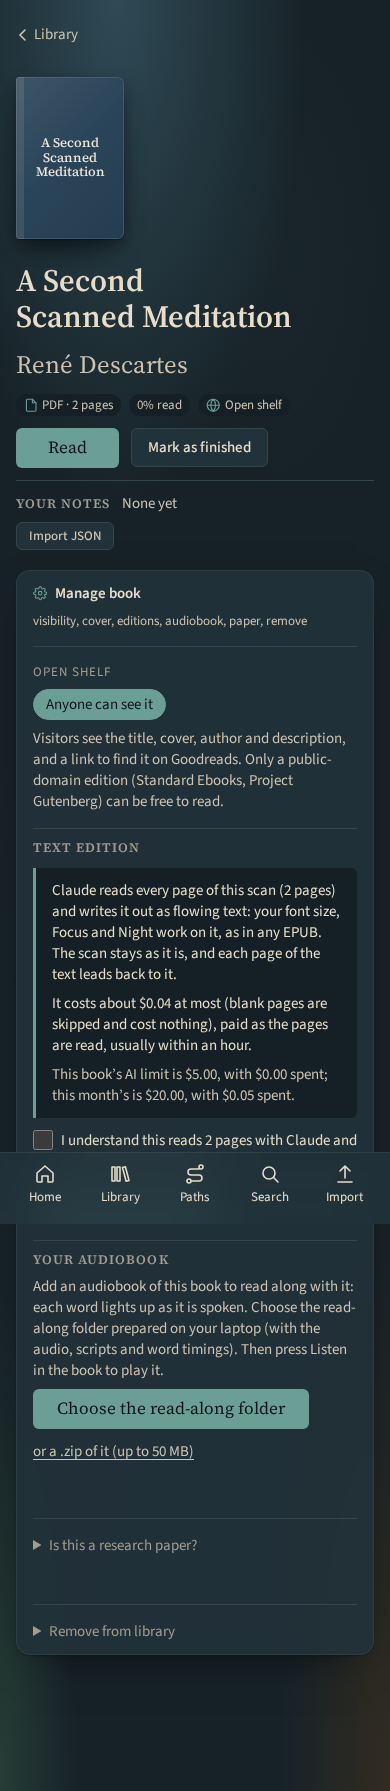 Library
A Second
Scanned
Meditation
A Second
Scanned Meditation
René Descartes
PDF · 2 pages 0% read Open shelf
Read Mark as finished
YOUR NOTES None yet
Import JSON
Manage book
visibility, cover, editions, audiobook, paper, remove
OPEN SHELF
Anyone can see it
Visitors see the title, cover, author and description,
and a link to find it on Goodreads. Only a public-
domain edition (Standard Ebooks, Project
Gutenberg) can be free to read.
TEXT EDITION
Claude reads every page of this scan (2 pages)
and writes it out as flowing text: your font size,
Focus and Night work on it, as in any EPUB.
The scan stays as it is, and each page of the
text leads back to it.
It costs about $0.04 at most (blank pages are
skipped and cost nothing), paid as the pages
are read, usually within an hour.
This book’s AI limit is $5.00, with $0.00 spent;
this month’s is $20.00, with $0.05 spent.
I understand this reads 2 pages with Claude and
Home Library Paths Search Import
YOUR AUDIOBOOK
Add an audiobook of this book to read along with it:
each word lights up as it is spoken. Choose the read-
along folder prepared on your laptop (with the
audio, scripts and word timings). Then press Listen
in the book to play it.
Choose the read-along folder
or a .zip of it (up to 50 MB)
Is this a research paper?
Remove from library